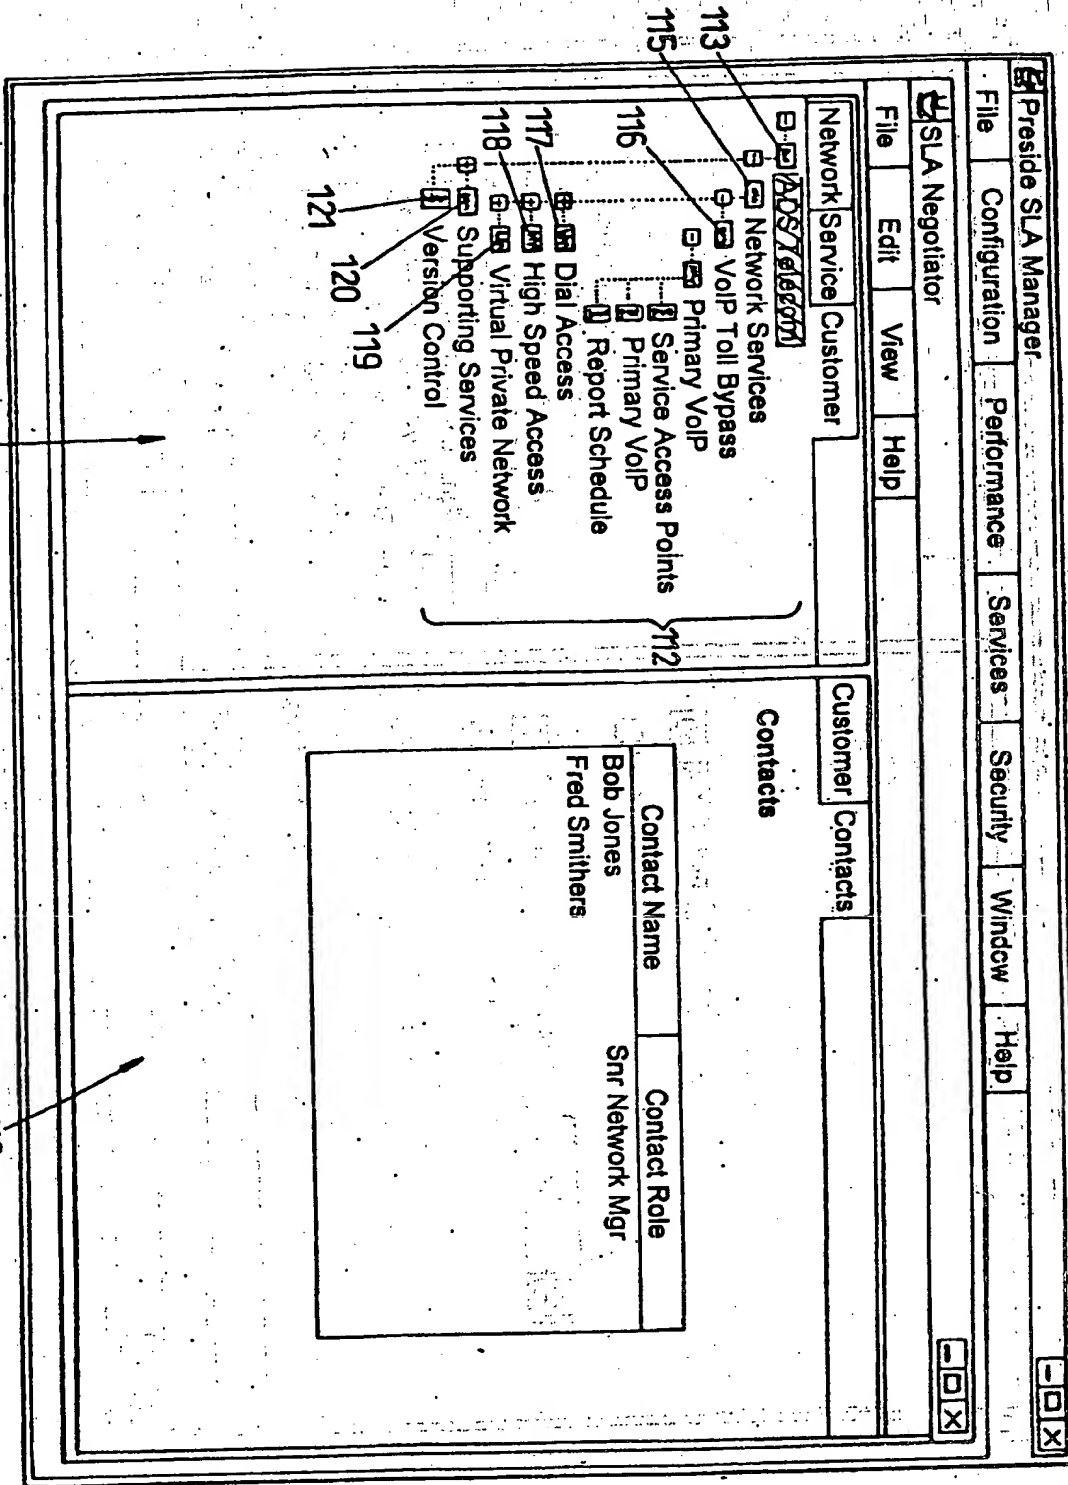 Preside SLA Manager
File Configuration Performance Services Security Window Help
SLA Negotiator
File Edit View Help
Network Service Customer
Customer Contacts
113
ADS Telecom
115
Network Services
116
VoIP Toll Bypass
Primary VoIP
Service Access Points
Primary VoIP
Report Schedule
117
Dial Access
118
High Speed Access
119
Virtual Private Network
120
Supporting Services
121
Version Control
112
Contacts
Contact Name Contact Role
Bob Jones Snr Network Mgr
Fred Smithers